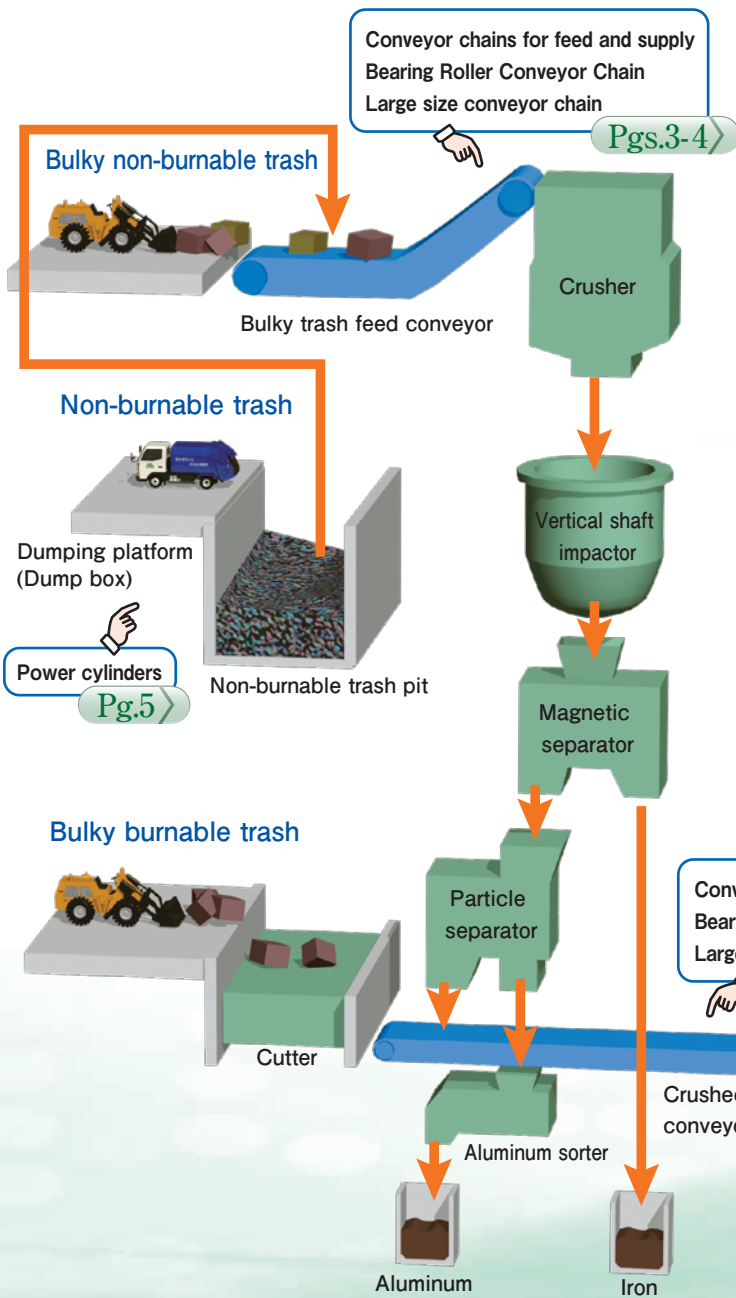 Conveyor chains for feed and supply
Bearing Roller Conveyor Chain
Large size conveyor chain
Pgs.3-4
Bulky non-burnable trash
Bulky trash feed conveyor
Crusher
Non-burnable trash
Vertical shaft
impactor
Dumping platform
(Dump box)
Power cylinders
Pg.5
Non-burnable trash pit
Magnetic
separator
Bulky burnable trash
Particle
separator
Conv
Bear
Large
Cutter
Crushe
conveyo
Aluminum sorter
Aluminum
Iron